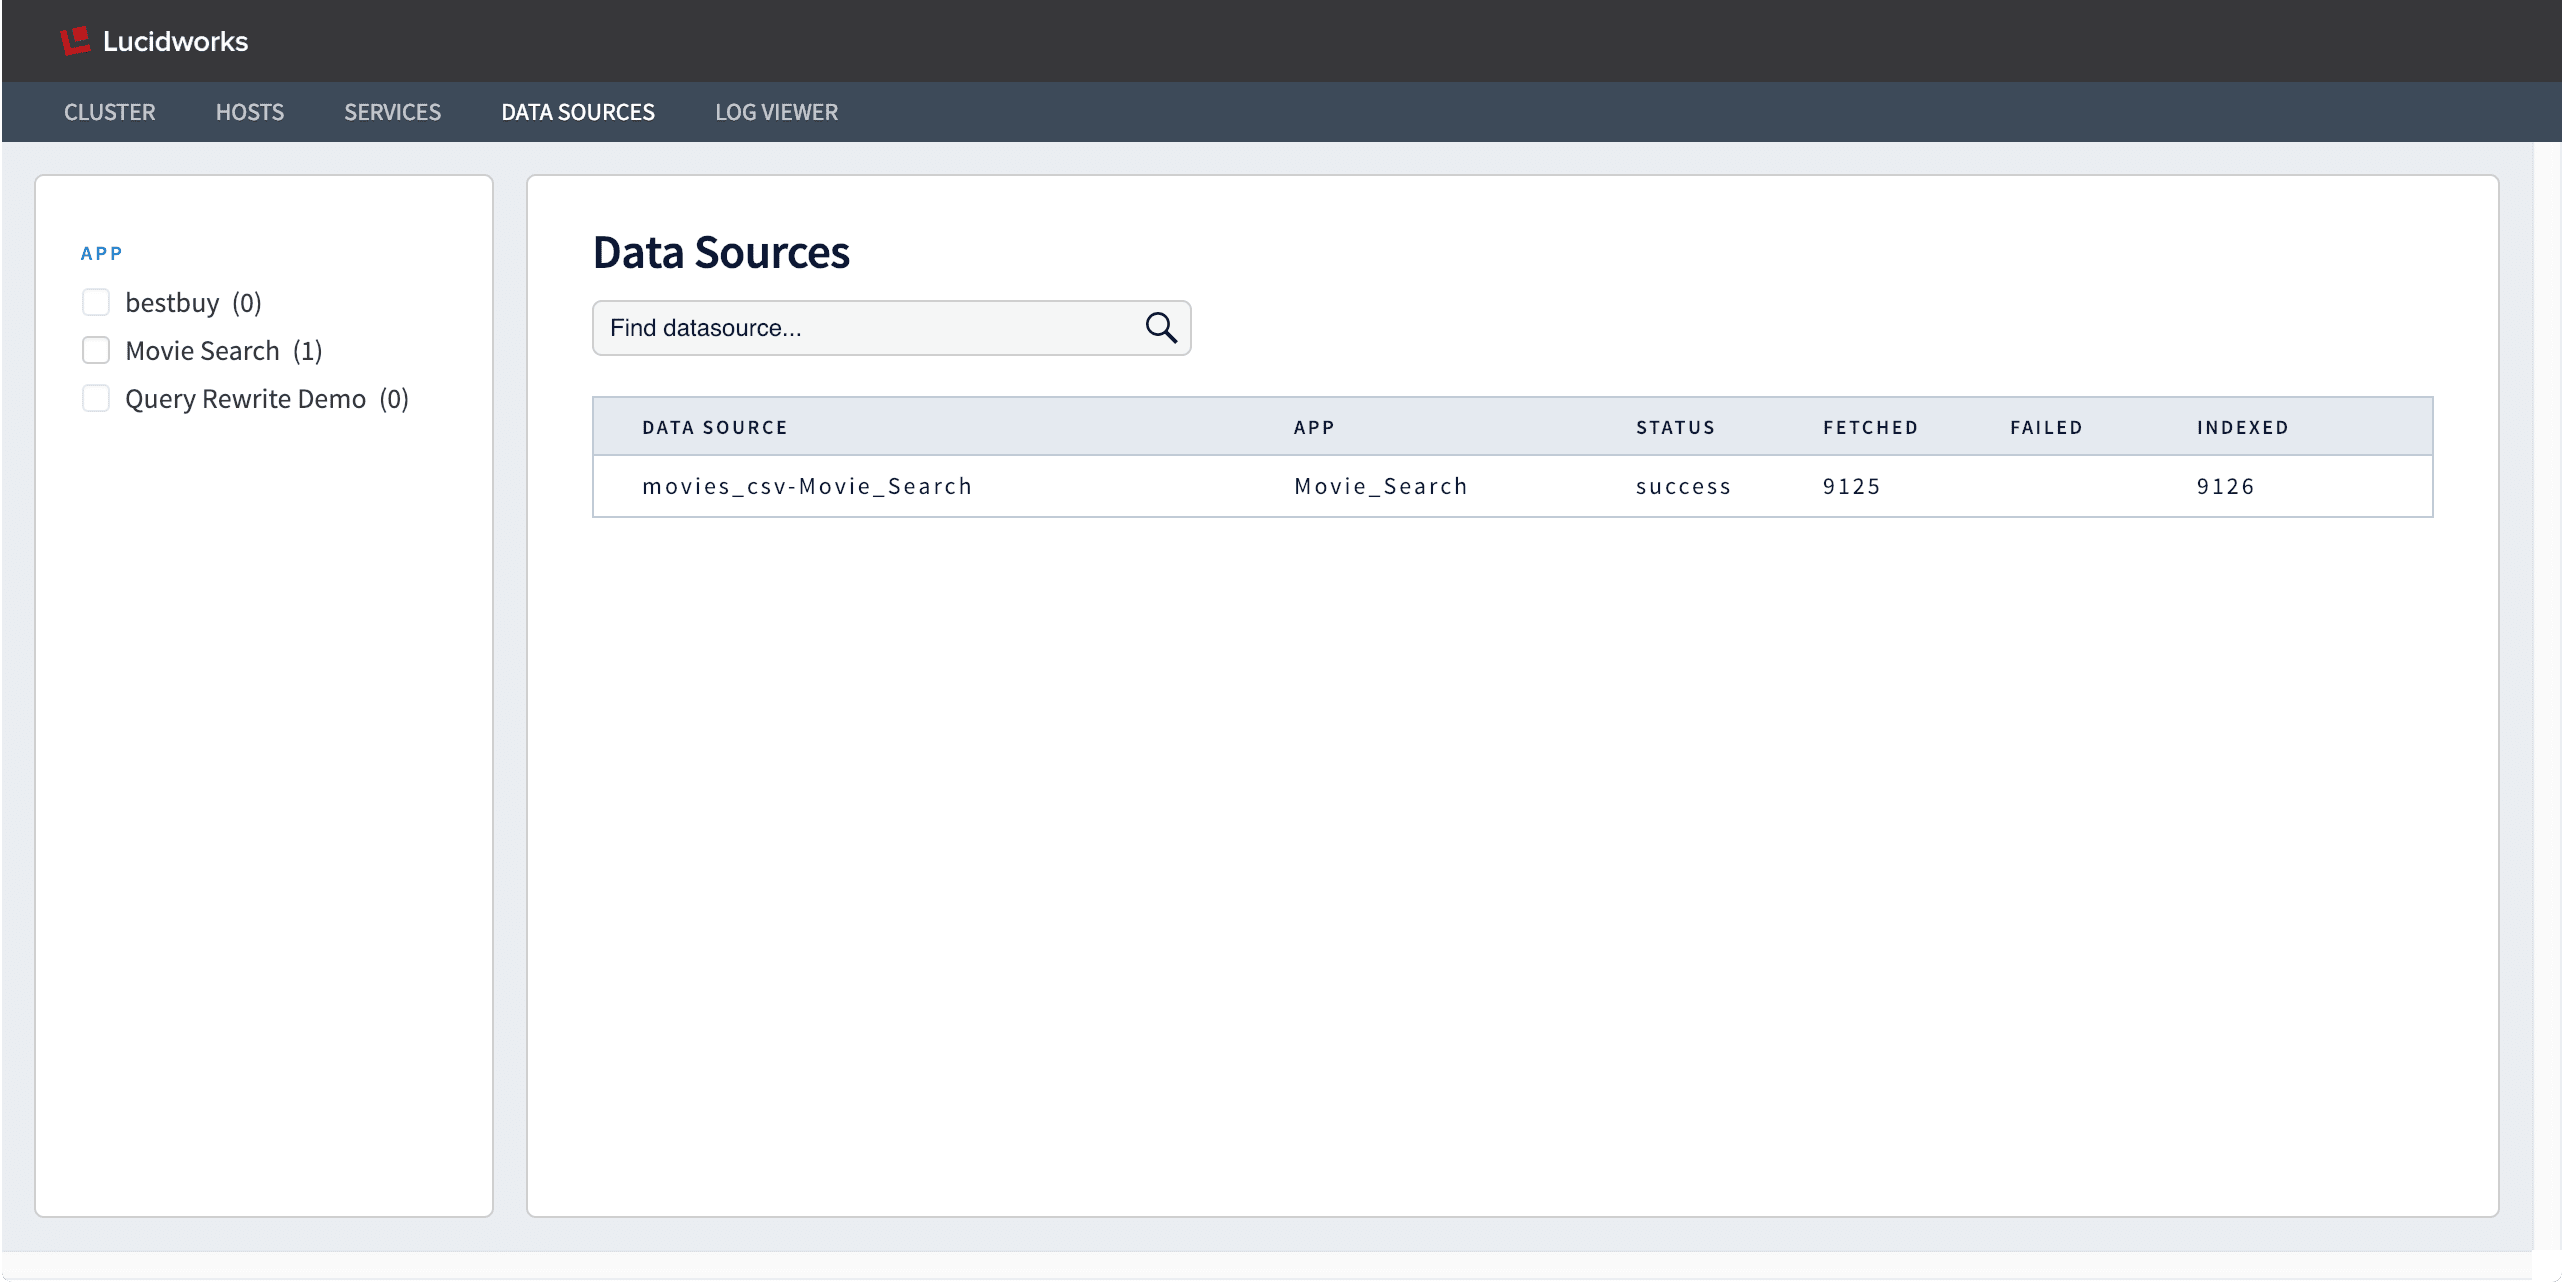 Lucidworks
CLUSTER HOSTS SERVICES DATA SOURCES LOG VIEWER
APP
bestbuy (0)
Movie Search (1)
Query Rewrite Demo (0)
Data Sources
Find datasource...
DATA SOURCE APP STATUS FETCHED FAILED INDEXED
movies_csv-Movie_Search Movie_Search success 9125 9126